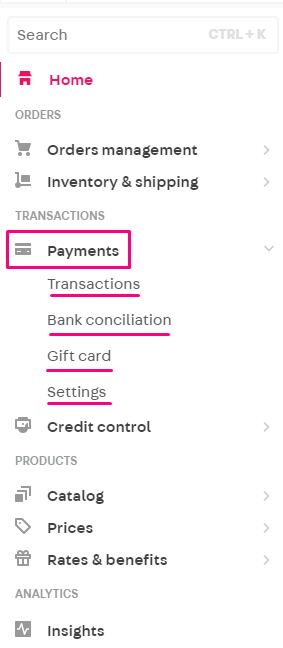 Search CTRL + K
Home
ORDERS
Orders management
Inventory & shipping
TRANSACTIONS
Payments
Transactions
Bank conciliation
Gift card
Settings
Credit control
PRODUCTS
Catalog
Prices
Rates & benefits
ANALYTICS
Insights